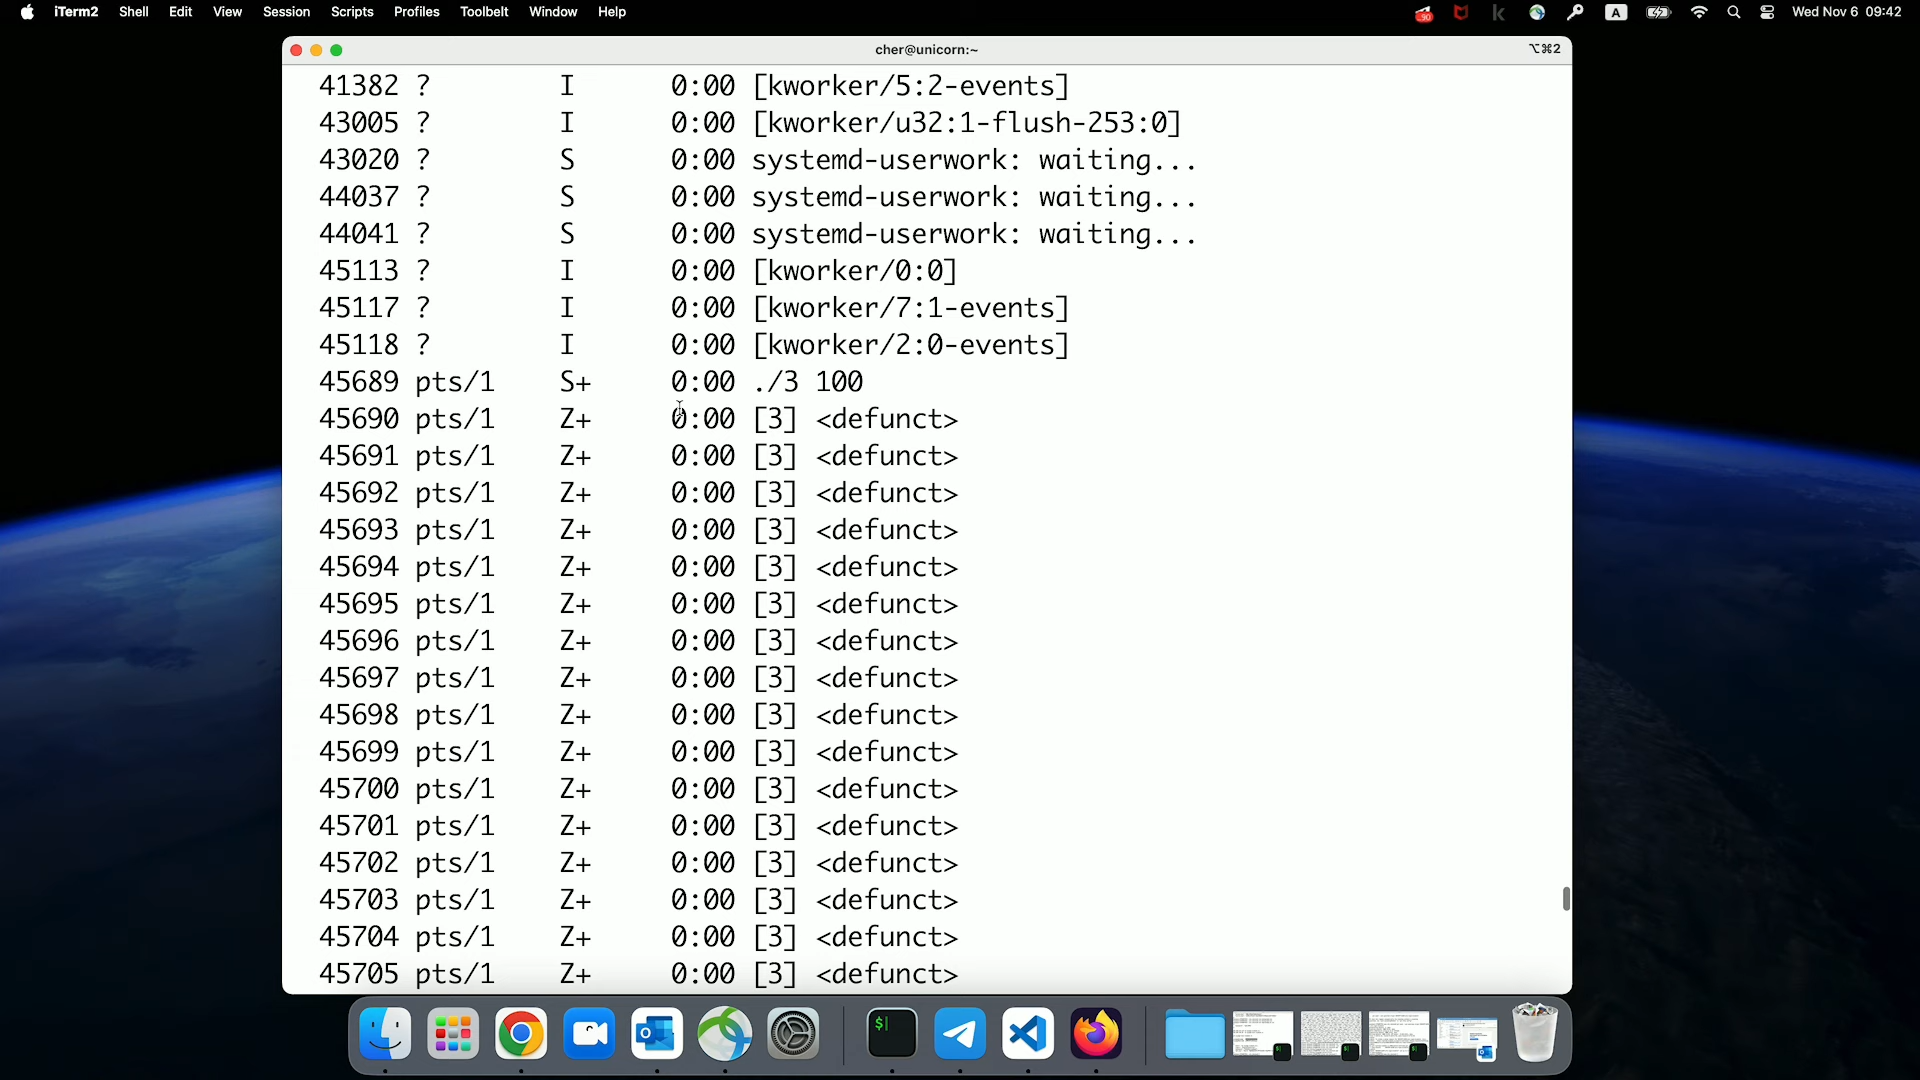 iTerm2 Shell Edit View Session Scripts Profiles Toolbelt Window Help
90 A Wed Nov 6 09:42
cher@unicorn:~
⌥⌘2
41382 ? I 0:00 [kworker/5:2-events]
43005 ? I 0:00 [kworker/u32:1-flush-253:0]
43020 ? S 0:00 systemd-userwork: waiting...
44037 ? S 0:00 systemd-userwork: waiting...
44041 ? S 0:00 systemd-userwork: waiting...
45113 ? I 0:00 [kworker/0:0]
45117 ? I 0:00 [kworker/7:1-events]
45118 ? I 0:00 [kworker/2:0-events]
45689 pts/1 S+ 0:00 ./3 100
45690 pts/1 Z+ 0:00 [3] <defunct>
45691 pts/1 Z+ 0:00 [3] <defunct>
45692 pts/1 Z+ 0:00 [3] <defunct>
45693 pts/1 Z+ 0:00 [3] <defunct>
45694 pts/1 Z+ 0:00 [3] <defunct>
45695 pts/1 Z+ 0:00 [3] <defunct>
45696 pts/1 Z+ 0:00 [3] <defunct>
45697 pts/1 Z+ 0:00 [3] <defunct>
45698 pts/1 Z+ 0:00 [3] <defunct>
45699 pts/1 Z+ 0:00 [3] <defunct>
45700 pts/1 Z+ 0:00 [3] <defunct>
45701 pts/1 Z+ 0:00 [3] <defunct>
45702 pts/1 Z+ 0:00 [3] <defunct>
45703 pts/1 Z+ 0:00 [3] <defunct>
45704 pts/1 Z+ 0:00 [3] <defunct>
45705 pts/1 Z+ 0:00 [3] <defunct>